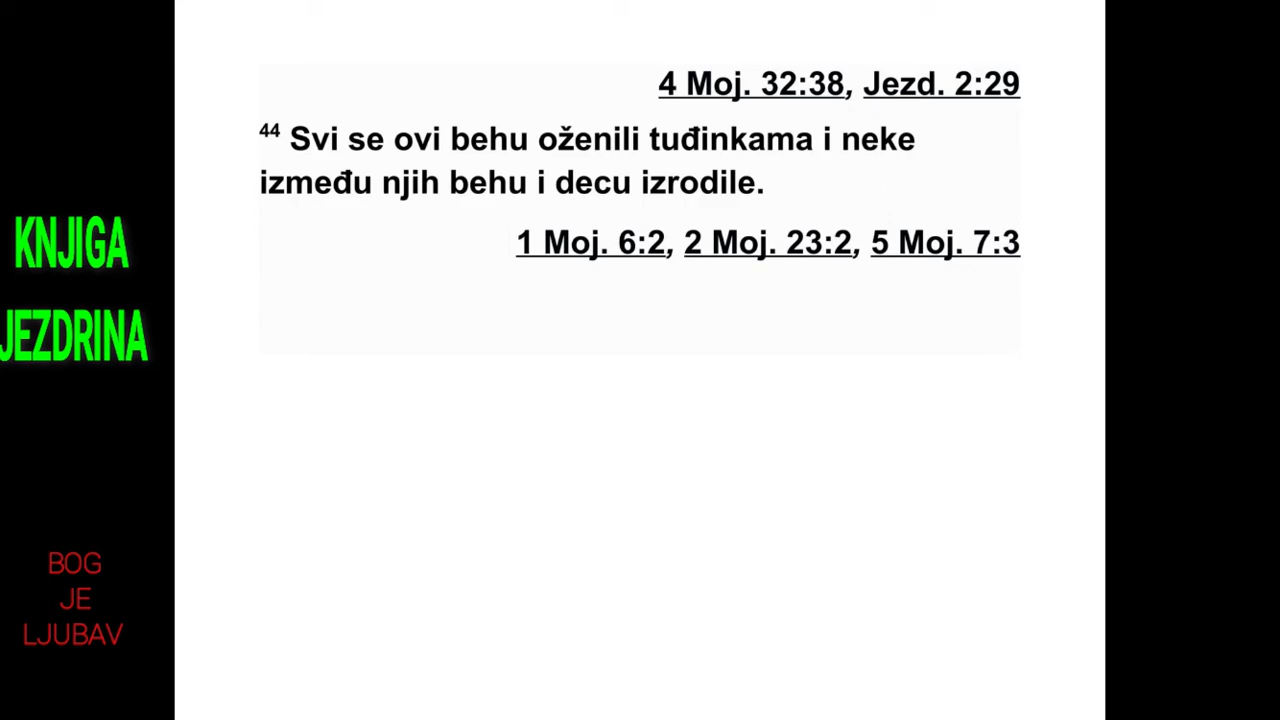 4 Moj. 32:38, Jezd. 2:29
44 Svi se ovi behu oženili tuđinkama i neke
između njih behu i decu izrodile.
1 Moj. 6:2, 2 Moj. 23:2, 5 Moj. 7:3
KNJIGA
JEZDRINA
BOG
JE
LJUBAV